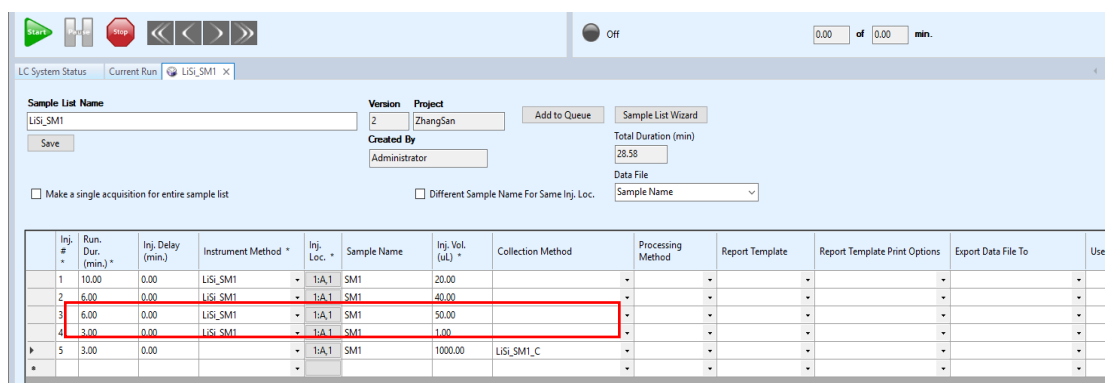 Start Pause Stop Off 0.00 of 0.00 min.
LC System Status Current Run LiSi_SM1 X
Sample List Name Version Project
LiSi_SM1 2 ZhangSan Add to Queue Sample List Wizard
Save Created By Total Duration (min)
Administrator 28.58
Data File
Make a single acquisition for entire sample list Different Sample Name For Same Inj. Loc. Sample Name
Inj. # * Run. Dur. (min.) * Inj. Delay (min.) Instrument Method * Inj. Loc. * Sample Name Inj. Vol. (uL) * Collection Method Processing Method Report Template Report Template Print Options Export Data File To Use
1 10.00 0.00 LiSi_SM1 1:A,1 SM1 20.00
2 6.00 0.00 LiSi_SM1 1:A,1 SM1 40.00
3 6.00 0.00 LiSi_SM1 1:A,1 SM1 50.00
4 3.00 0.00 LiSi_SM1 1:A,1 SM1 1.00
5 3.00 0.00 1:A,1 SM1 1000.00 LiSi_SM1_C
*